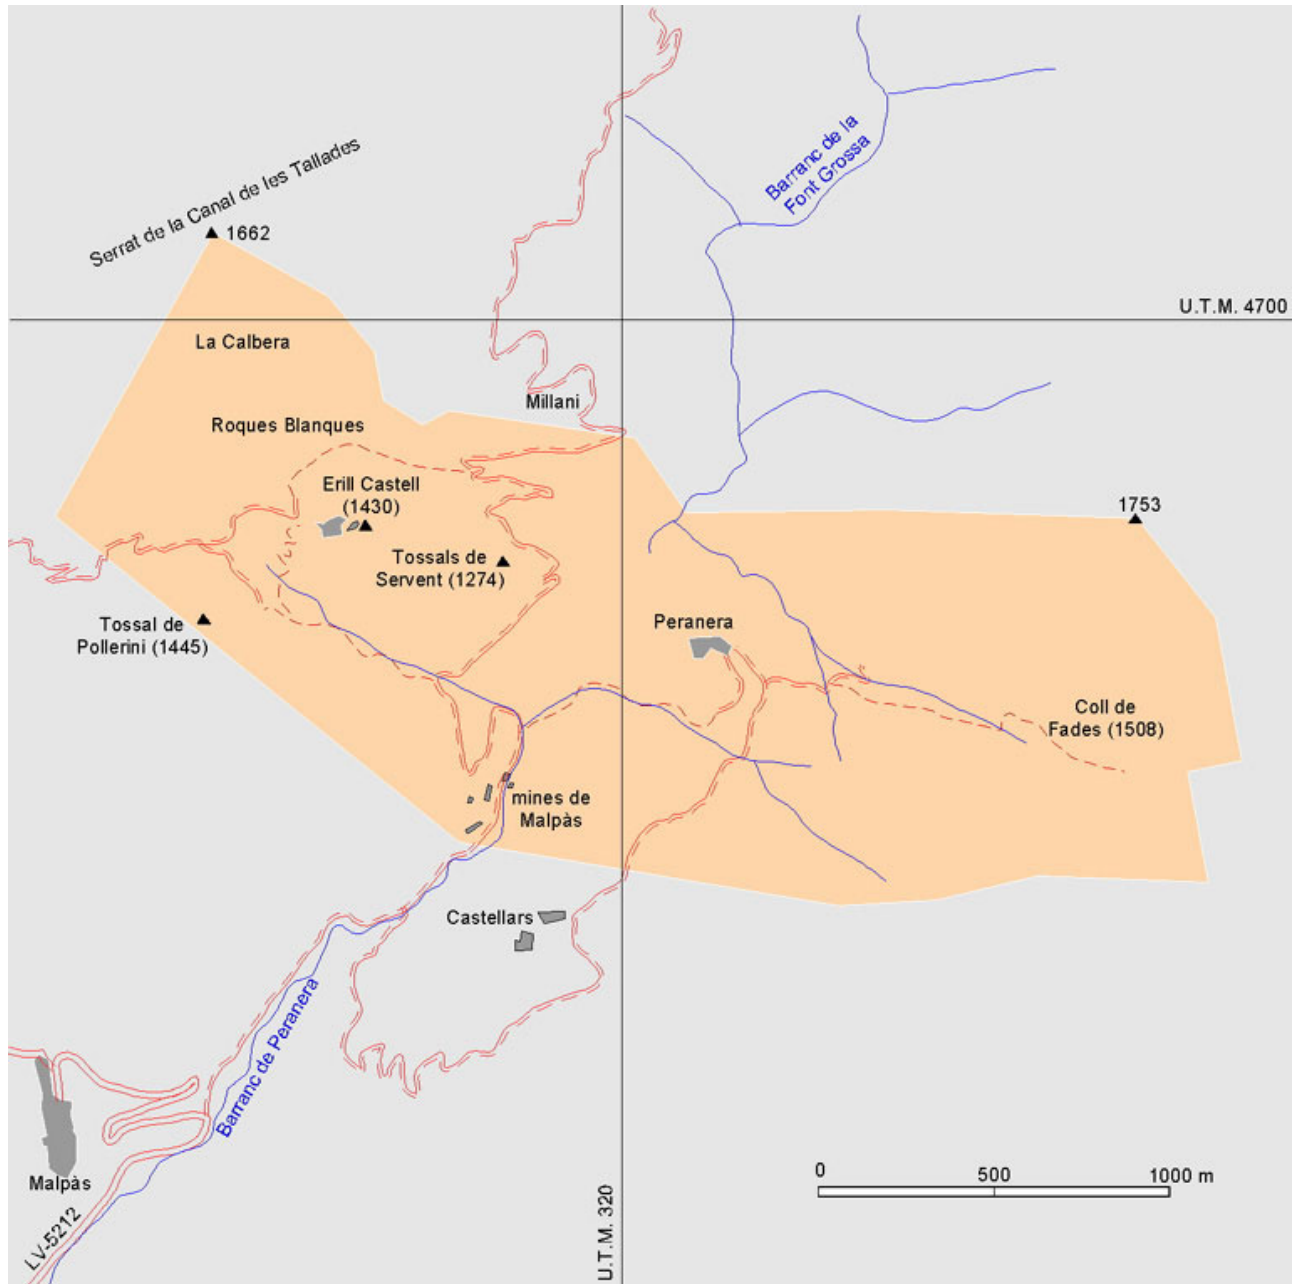 Barranc de la
Font Grossa
Serrat de la Canal de les Tallades
1662
U.T.M. 4700
La Calbera
Millani
Roques Blanques
Erill Castell
(1430)
1753
Tossals de
Servent (1274)
Tossal de
Pollerini (1445)
Peranera
Coll de
Fades (1508)
mines de
Malpàs
Castellars
Barranc de Peranera
Malpàs
LV-5212
U.T.M. 320
0 500 1000 m